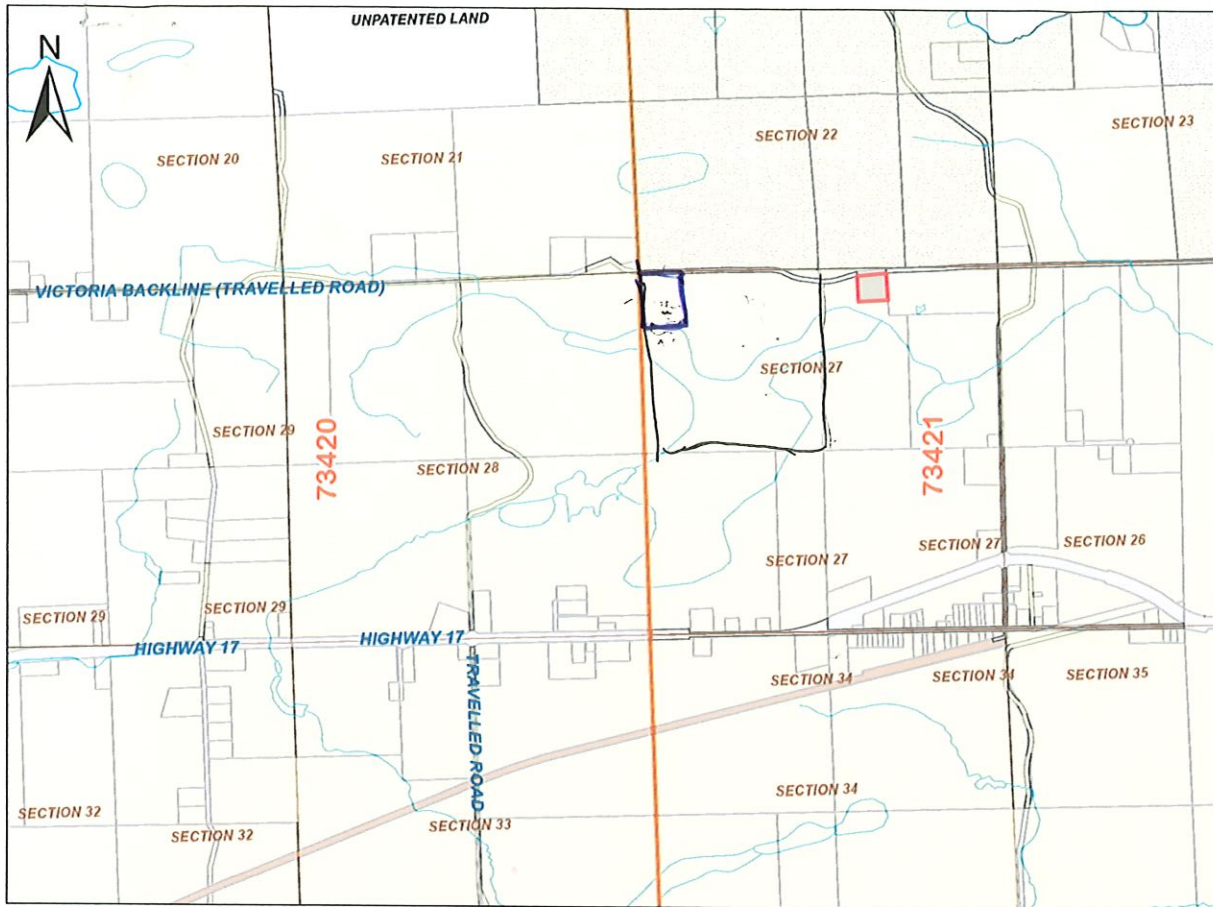 UNPATENTED LAND
N
SECTION 20
SECTION 21
SECTION 22
SECTION 23
VICTORIA BACKLINE (TRAVELLED ROAD)
SECTION 27
SECTION 29
73420
SECTION 28
73421
SECTION 27
SECTION 27
SECTION 26
SECTION 29
SECTION 29
HIGHWAY 17
HIGHWAY 17
TRAVELLED ROAD
SECTION 34
SECTION 34
SECTION 35
SECTION 32
SECTION 32
SECTION 33
SECTION 34